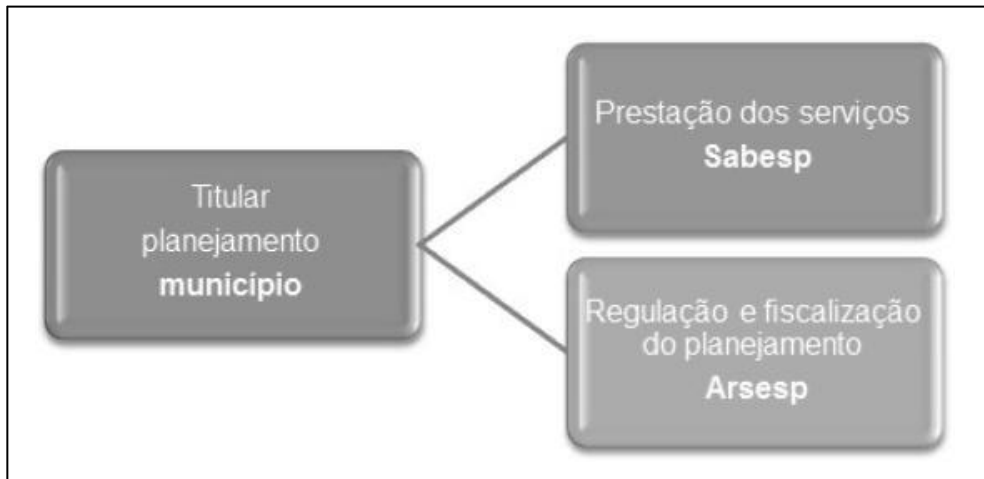 Titular
planejamento
município
Prestação dos serviços
Sabesp
Regulação e fiscalização
do planejamento
Arsesp